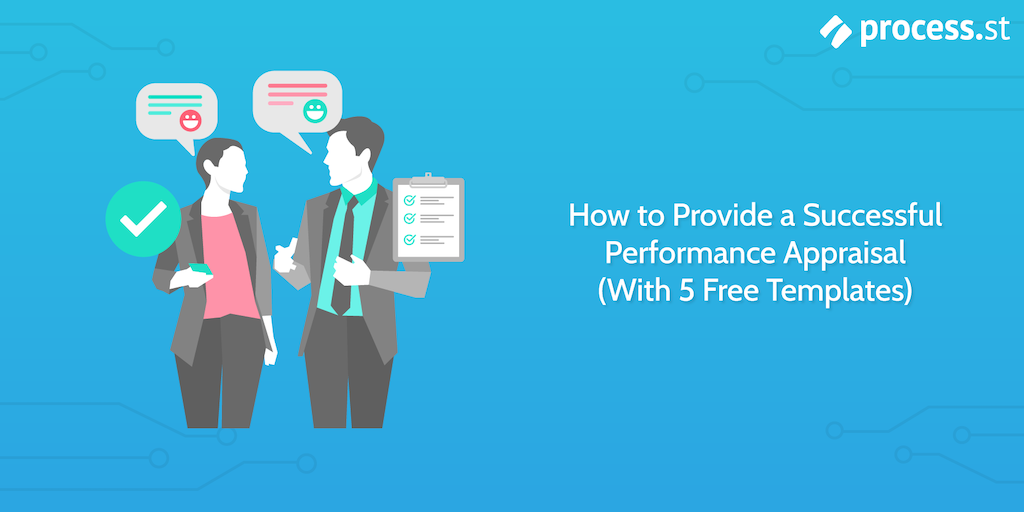 process.st
How to Provide a Successful
Performance Appraisal
(With 5 Free Templates)